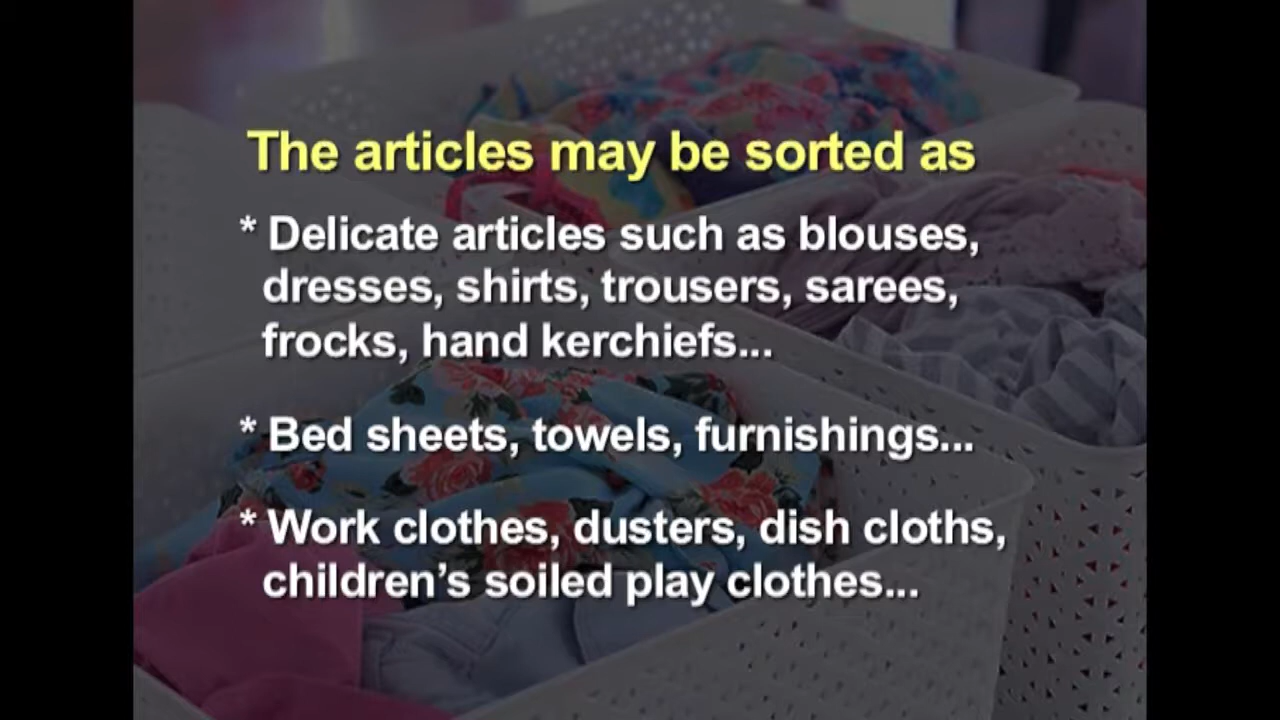 The articles may be sorted as
* Delicate articles such as blouses,
dresses, shirts, trousers, sarees,
frocks, hand kerchiefs...
* Bed sheets, towels, furnishings...
* Work clothes, dusters, dish cloths,
children's soiled play clothes...